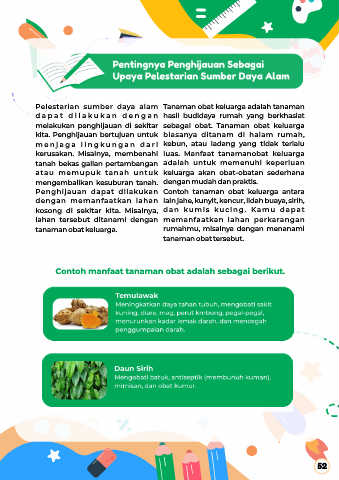 Pentingnya Penghijauan Sebagai
Upaya Pelestarian Sumber Daya Alam
Pelestarian sumber daya alam
dapat dilakukan dengan
melakukan penghijauan di sekitar
kita. Penghijauan bertujuan untuk
menjaga lingkungan dari
kerusakan. Misalnya, membenahi
tanah bekas galian pertambangan
atau memupuk tanah untuk
mengembalikan kesuburan tanah.
Penghijauan dapat dilakukan
dengan memanfaatkan lahan
kosong di sekitar kita. Misalnya,
lahan tersebut ditanami dengan
tanaman obat keluarga.
Tanaman obat keluarga adalah tanaman
hasil budidaya rumah yang berkhasiat
sebagai obat. Tanaman obat keluarga
biasanya ditanam di halam rumah,
kebun, atau ladang yang tidak terlalu
luas. Manfaat tanamanobat keluarga
adalah untuk memenuhi keperluan
keluarga akan obat-obatan sederhana
dengan mudah dan praktis.
Contoh tanaman obat keluarga antara
lain jahe, kunyit, kencur, lidah buaya, sirih,
dan kumis kucing. Kamu dapat
memanfaatkan lahan perkarangan
rumahmu, misalnya dengan menanami
tanaman obat tersebut.
Contoh manfaat tanaman obat adalah sebagai berikut.
Temulawak
Meningkatkan daya tahan tubuh, mengobati sakit
kuning, diare, mag, perut kmbung, pegal-pegal,
menurunkan kadar lemak darah, dan mencegah
penggumpalan darah.
Daun Sirih
Mengobati batuk, antiseptik (membunuh kuman),
mimisan, dan obat kumur.
52